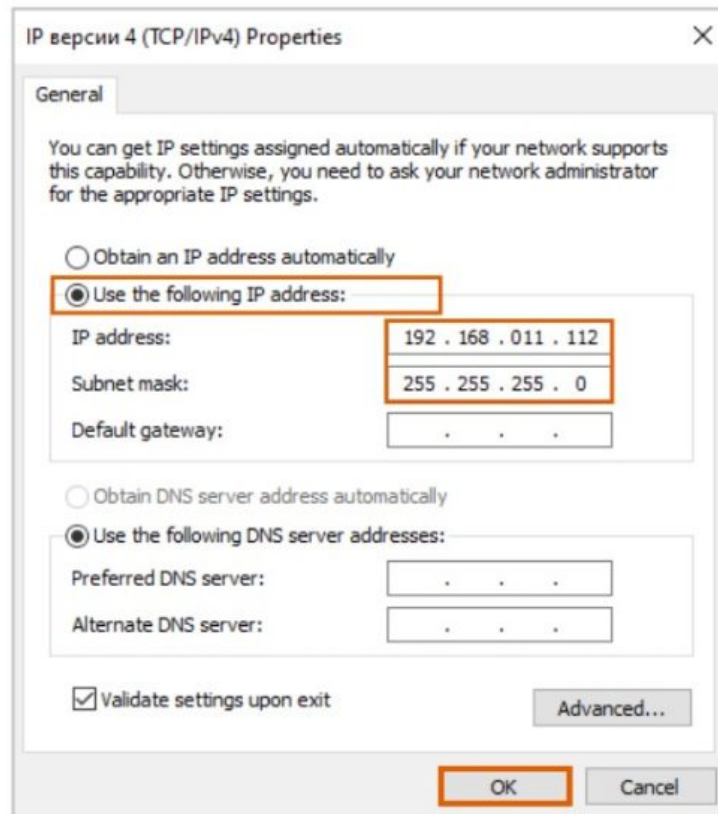 IP версии 4 (TCP/IPv4) Properties
General
You can get IP settings assigned automatically if your network supports
this capability. Otherwise, you need to ask your network administrator
for the appropriate IP settings.
Obtain an IP address automatically
Use the following IP address:
IP address: 192 . 168 . 011 . 112
Subnet mask: 255 . 255 . 255 . 0
Default gateway: . . .
Obtain DNS server address automatically
Use the following DNS server addresses:
Preferred DNS server: . . .
Alternate DNS server: . . .
Validate settings upon exit
Advanced...
OK Cancel